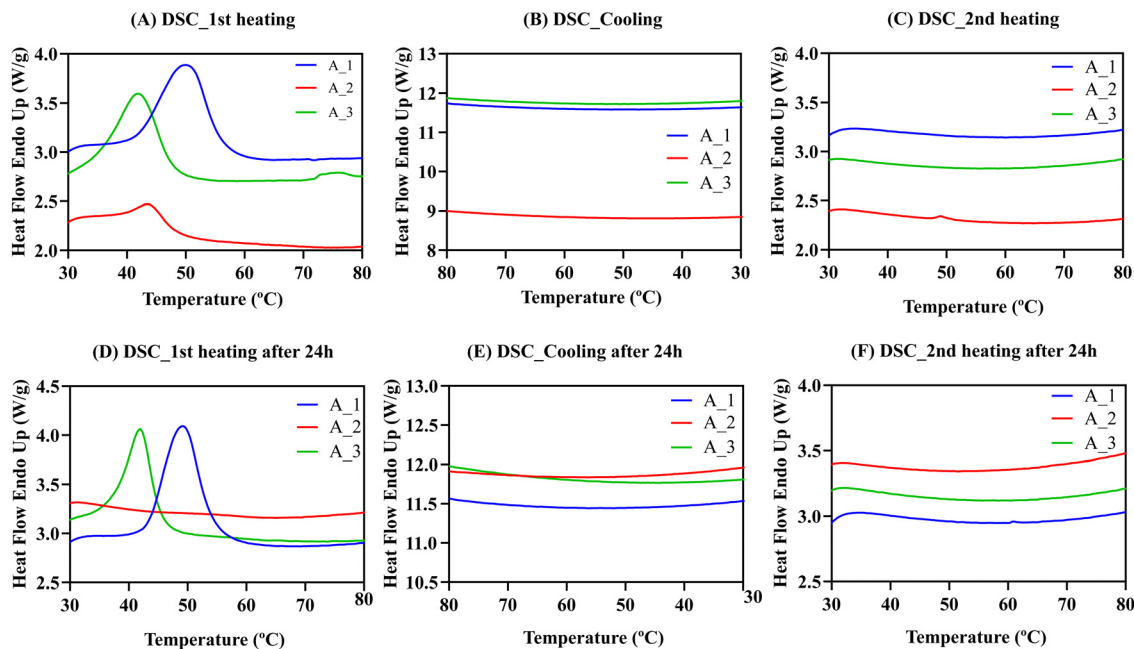 (A) DSC_1st heating
Heat Flow Endo Up (W/g)
4.0
3.5
3.0
2.5
2.0
30 40 50 60 70 80
Temperature (ºC)
A_1
A_2
A_3
(B) DSC_Cooling
Heat Flow Endo Up (W/g)
13
12
11
10
9
8
80 70 60 50 40 30
Temperature (ºC)
A_1
A_2
A_3
(C) DSC_2nd heating
Heat Flow Endo Up (W/g)
4.0
3.5
3.0
2.5
2.0
30 40 50 60 70 80
Temperature (ºC)
A_1
A_2
A_3
(D) DSC_1st heating after 24h
Heat Flow Endo Up (W/g)
4.5
4.0
3.5
3.0
2.5
30 40 50 60 70 80
Temperature (ºC)
A_1
A_2
A_3
(E) DSC_Cooling after 24h
Heat Flow Endo Up (W/g)
13.0
12.5
12.0
11.5
11.0
10.5
80 70 60 50 40 30
Temperature (ºC)
A_1
A_2
A_3
(F) DSC_2nd heating after 24h
Heat Flow Endo Up (W/g)
4.0
3.5
3.0
2.5
30 40 50 60 70 80
Temperature (ºC)
A_1
A_2
A_3